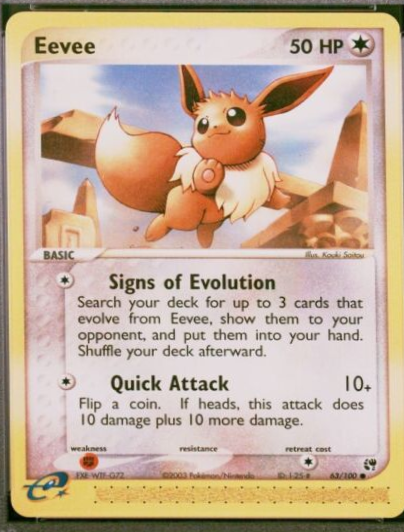 Eevee 50 HP
BASIC Illus. Kouki Saitou
Signs of Evolution
Search your deck for up to 3 cards that
evolve from Eevee, show them to your
opponent, and put them into your hand.
Shuffle your deck afterward.
Quick Attack 10+
Flip a coin. If heads, this attack does
10 damage plus 10 more damage.
weakness resistance retreat cost
©2003 Pokémon/Nintendo 63/100
e